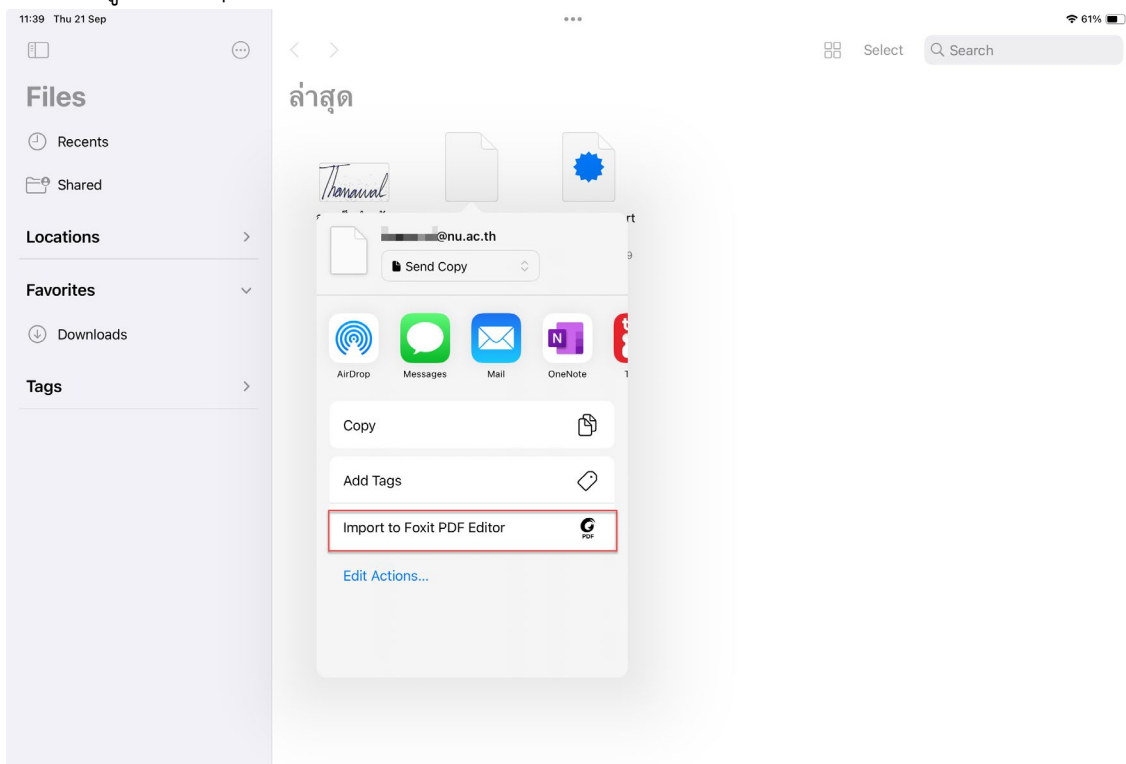 11:39 Thu 21 Sep
61%
Select
Search
Files
ล่าสุด
Recents
Shared
Locations
Favorites
Downloads
Tags
Thanawal
rt
9
@nu.ac.th
Send Copy
AirDrop
Messages
Mail
OneNote
Copy
Add Tags
Import to Foxit PDF Editor
PDF
Edit Actions...